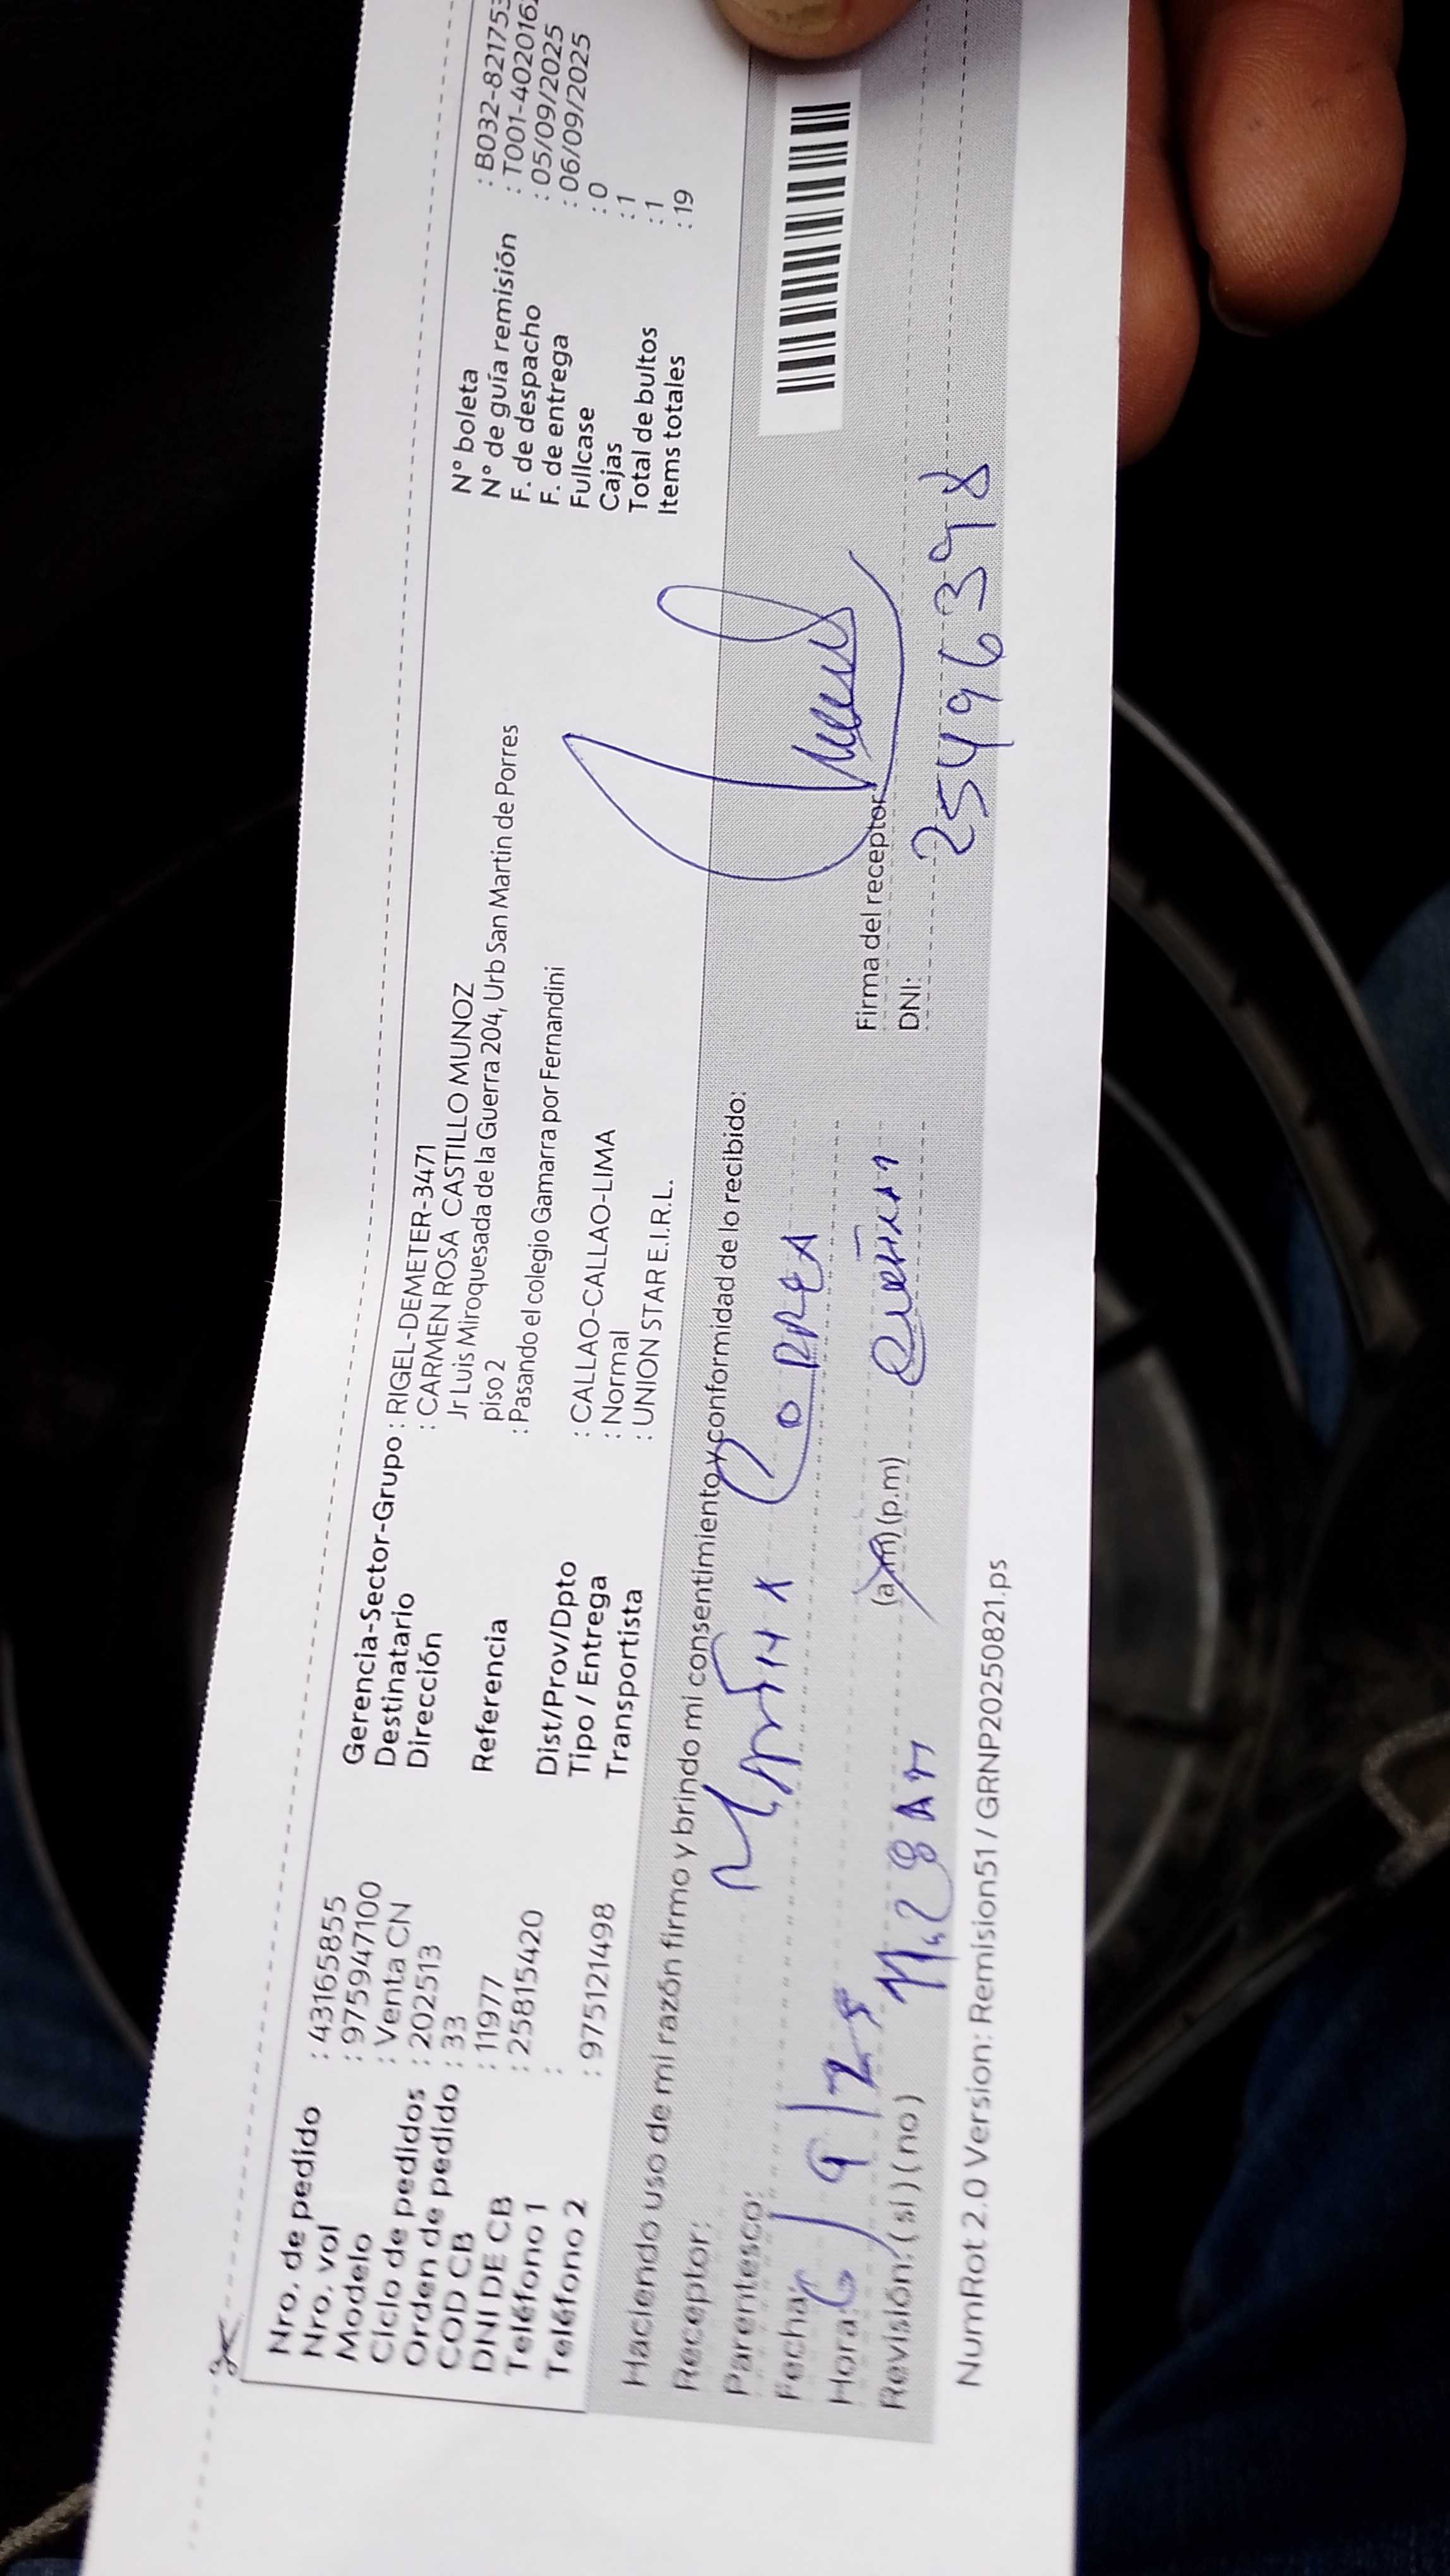 Nro. de pedido : 43165855
Nro. vol : 975947100
Modelo : Venta CN
Ciclo de pedidos : 202513
Orden de pedido : 33
COD CB : 11977
DNI DE CB : 25815420
Teléfono 1 :
Teléfono 2 : 975121498
Gerencia-Sector-Grupo : RIGEL-DEMETER-3471
Destinatario : CARMEN ROSA CASTILLO MUNOZ
Dirección Jr Luis Miroquesada de la Guerra 204, Urb San Martin de Porres
piso 2
Referencia : Pasando el colegio Gamarra por Fernandini
Dist/Prov/Dpto : CALLAO-CALLAO-LIMA
Tipo / Entrega : Normal
Transportista : UNION STAR E.I.R.L.
N° boleta : B032-821753
N° de guía remisión : T001-402016
F. de despacho : 05/09/2025
F. de entrega : 06/09/2025
Fullcase : 0
Cajas : 1
Total de bultos : 1
Items totales : 19
Haciendo uso de mi razón firmo y brindo mi consentimiento y conformidad de lo recibido:
Receptor: CORREA
Parentesco:
Fecha: 6/9/25
Hora: 11:28 AM (a.m) (p.m)
Revisión: (si) (no)
Firma del receptor:
DNI: 25496398
NumRot 2.0 Version: Remision51 / GRNP20250821.ps